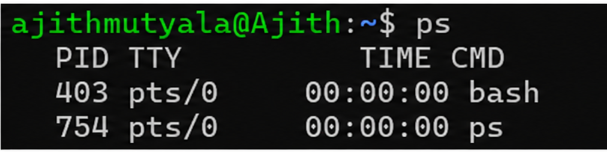 ajithmutyala@Ajith:~$ ps
PID TTY TIME CMD
403 pts/0 00:00:00 bash
754 pts/0 00:00:00 ps